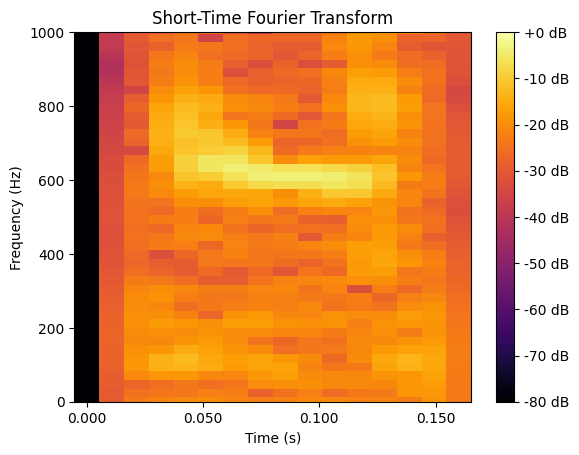 Short-Time Fourier Transform
Frequency (Hz)
1000
800
600
400
200
0
0.000
0.050
0.100
0.150
Time (s)
+0 dB
-10 dB
-20 dB
-30 dB
-40 dB
-50 dB
-60 dB
-70 dB
-80 dB